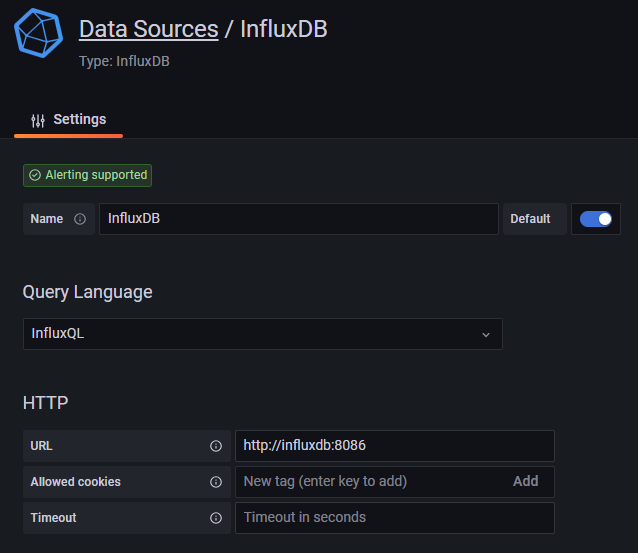 Data Sources / InfluxDB
Type: InfluxDB
Settings
Alerting supported
Name InfluxDB Default
Query Language
InfluxQL
HTTP
URL http://influxdb:8086
Allowed cookies New tag (enter key to add) Add
Timeout Timeout in seconds